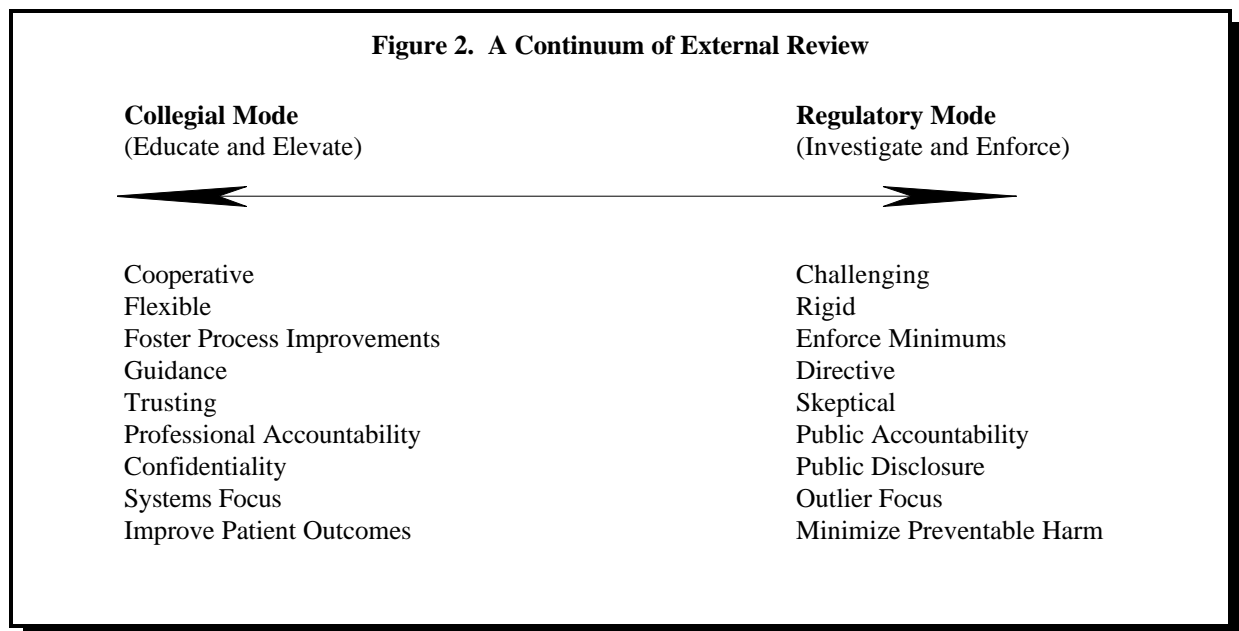 Figure 2. A Continuum of External Review
Collegial Mode
(Educate and Elevate)
Regulatory Mode
(Investigate and Enforce)
Cooperative
Flexible
Foster Process Improvements
Guidance
Trusting
Professional Accountability
Confidentiality
Systems Focus
Improve Patient Outcomes
Challenging
Rigid
Enforce Minimums
Directive
Skeptical
Public Accountability
Public Disclosure
Outlier Focus
Minimize Preventable Harm